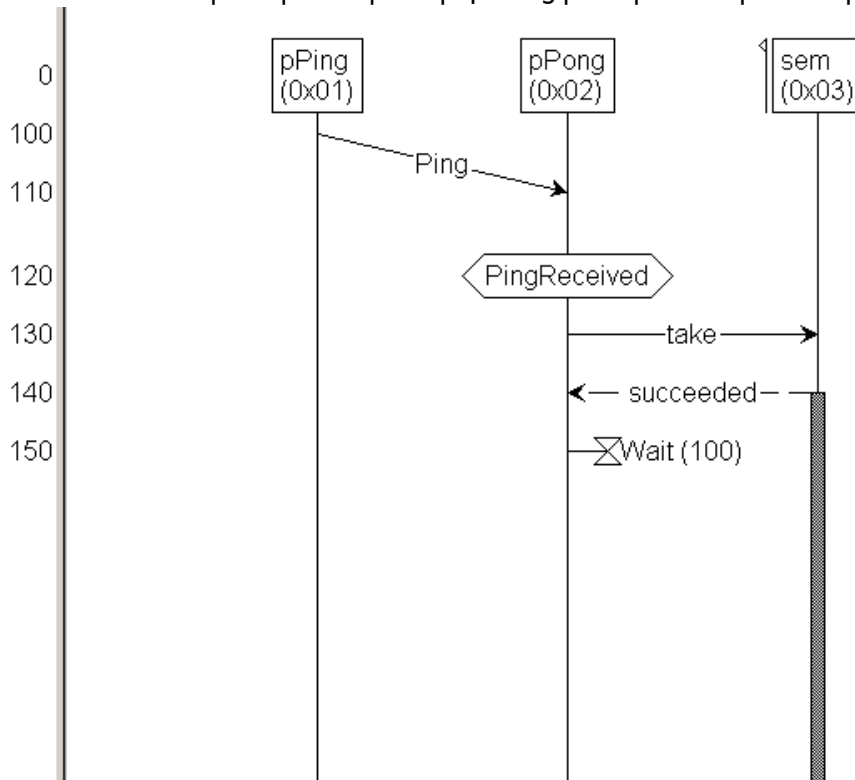 pPing
(0x01)
pPong
(0x02)
sem
(0x03)
0
100
Ping
110
120
PingReceived
130
take
140
succeeded
150
Wait (100)